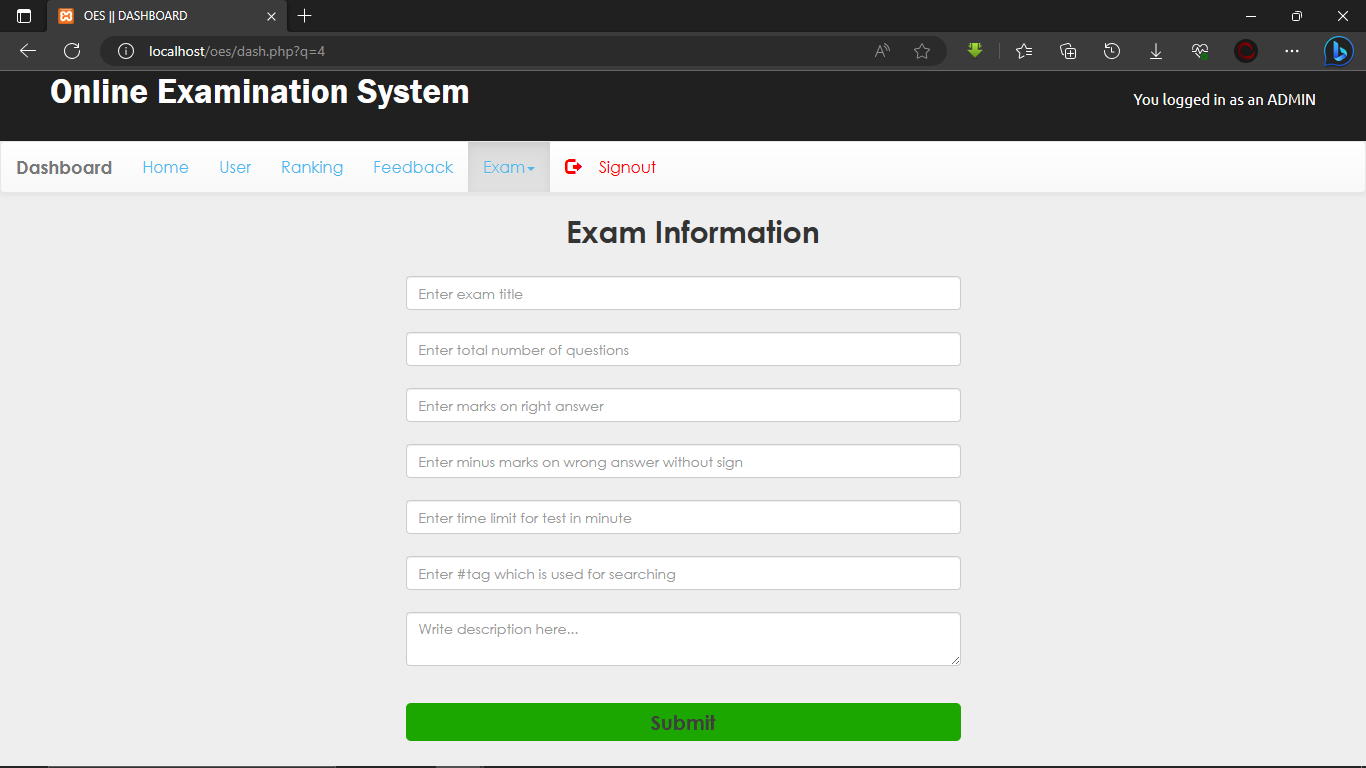 OES || DASHBOARD
localhost/oes/dash.php?q=4
Online Examination System
You logged in as an ADMIN
Dashboard Home User Ranking Feedback Exam Signout
Exam Information
Enter exam title
Enter total number of questions
Enter marks on right answer
Enter minus marks on wrong answer without sign
Enter time limit for test in minute
Enter #tag which is used for searching
Write description here...
Submit